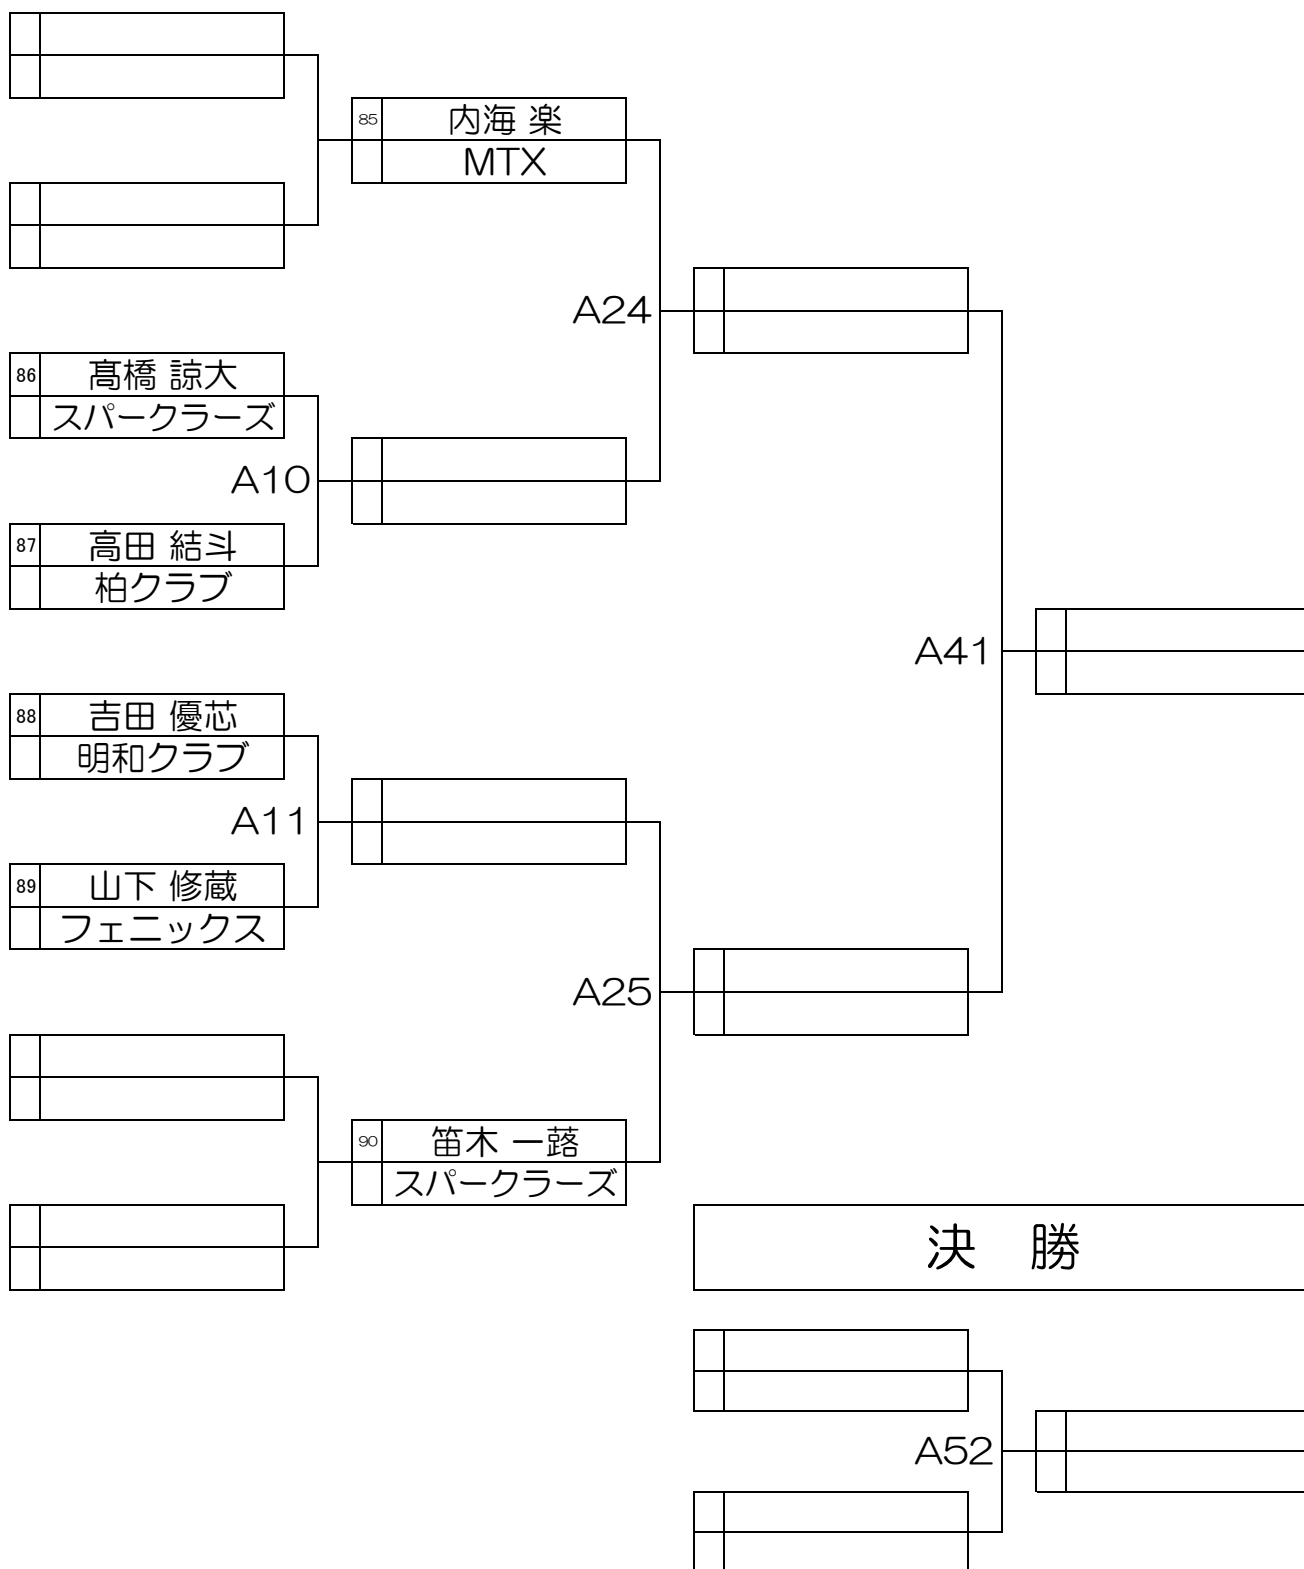 85 内海 楽
MTX
A24
86 髙橋 諒大
スパークラーズ
A10
87 高田 結斗
柏クラブ
A41
88 吉田 優芯
明和クラブ
A11
89 山下 修蔵
フェニックス
A25
90 笛木 一蕗
スパークラーズ
決 勝
A52